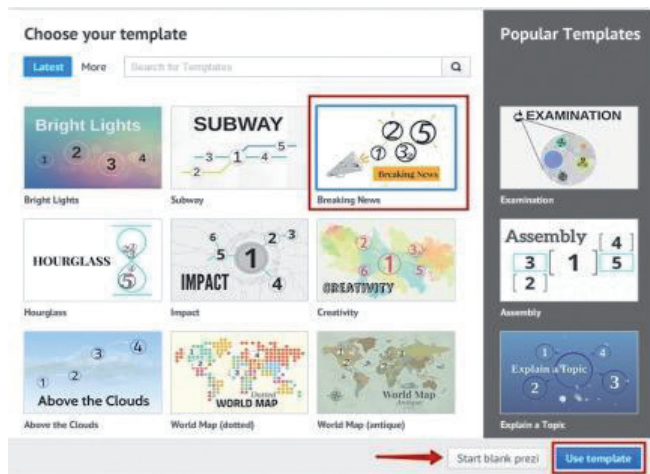 Choose your template
Popular Templates
Latest More Search for Templates
Bright Lights
1 2 3 4
Bright Lights
SUBWAY
2 3 1 4 5
Subway
2 5
1 3
Breaking News
Breaking News
EXAMINATION
Examination
HOURGLASS
5
Hourglass
6 5 1 2 3
4
IMPACT
Impact
2 3
6 1 5
CREATIVITY
Creativity
Assembly
3 2 1 4 5
Assembly
1 2 3 4
Above the Clouds
Above the Clouds
Dotted
WORLD MAP
World Map (dotted)
World Map
Antique
World Map (antique)
1 4
Explain a Topic
2 3
Explain a Topic
Start blank prezi
Use template